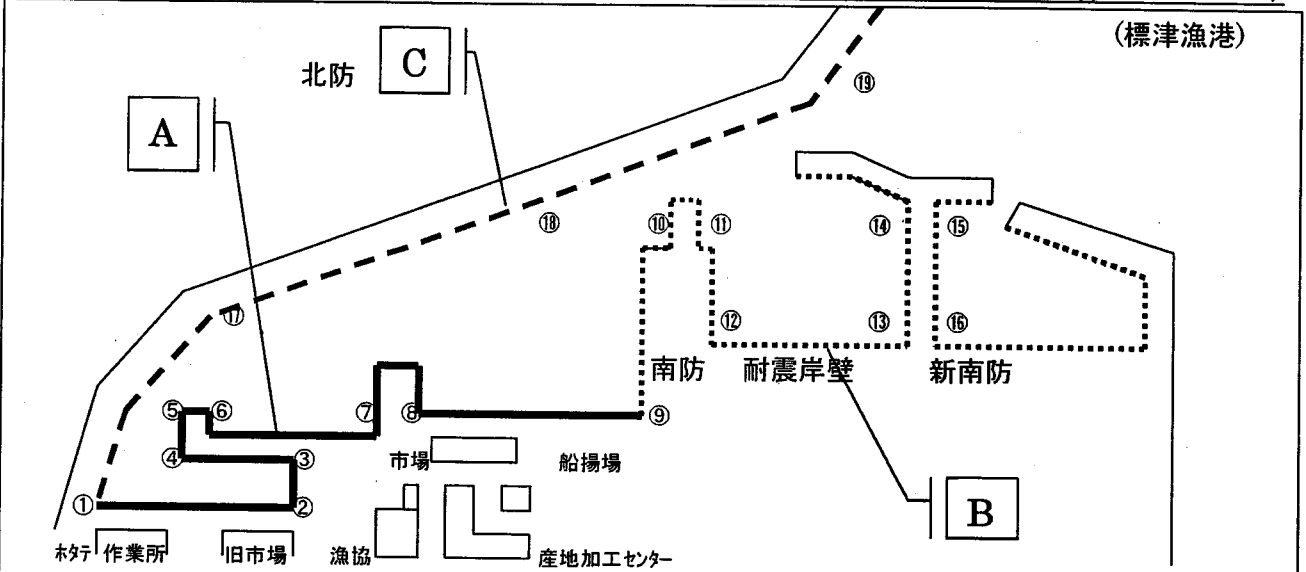 (標津漁港)
北防
C
A
⑲
⑱
⑩
⑪
⑭
⑮
⑰
⑫
⑬
⑯
南防 耐震岸壁 新南防
⑤ ⑥ ⑦ ⑧ ⑨
④ ③
市場 船揚場
① ②
B
ホタテ 作業所 旧市場 漁協 産地加工センター